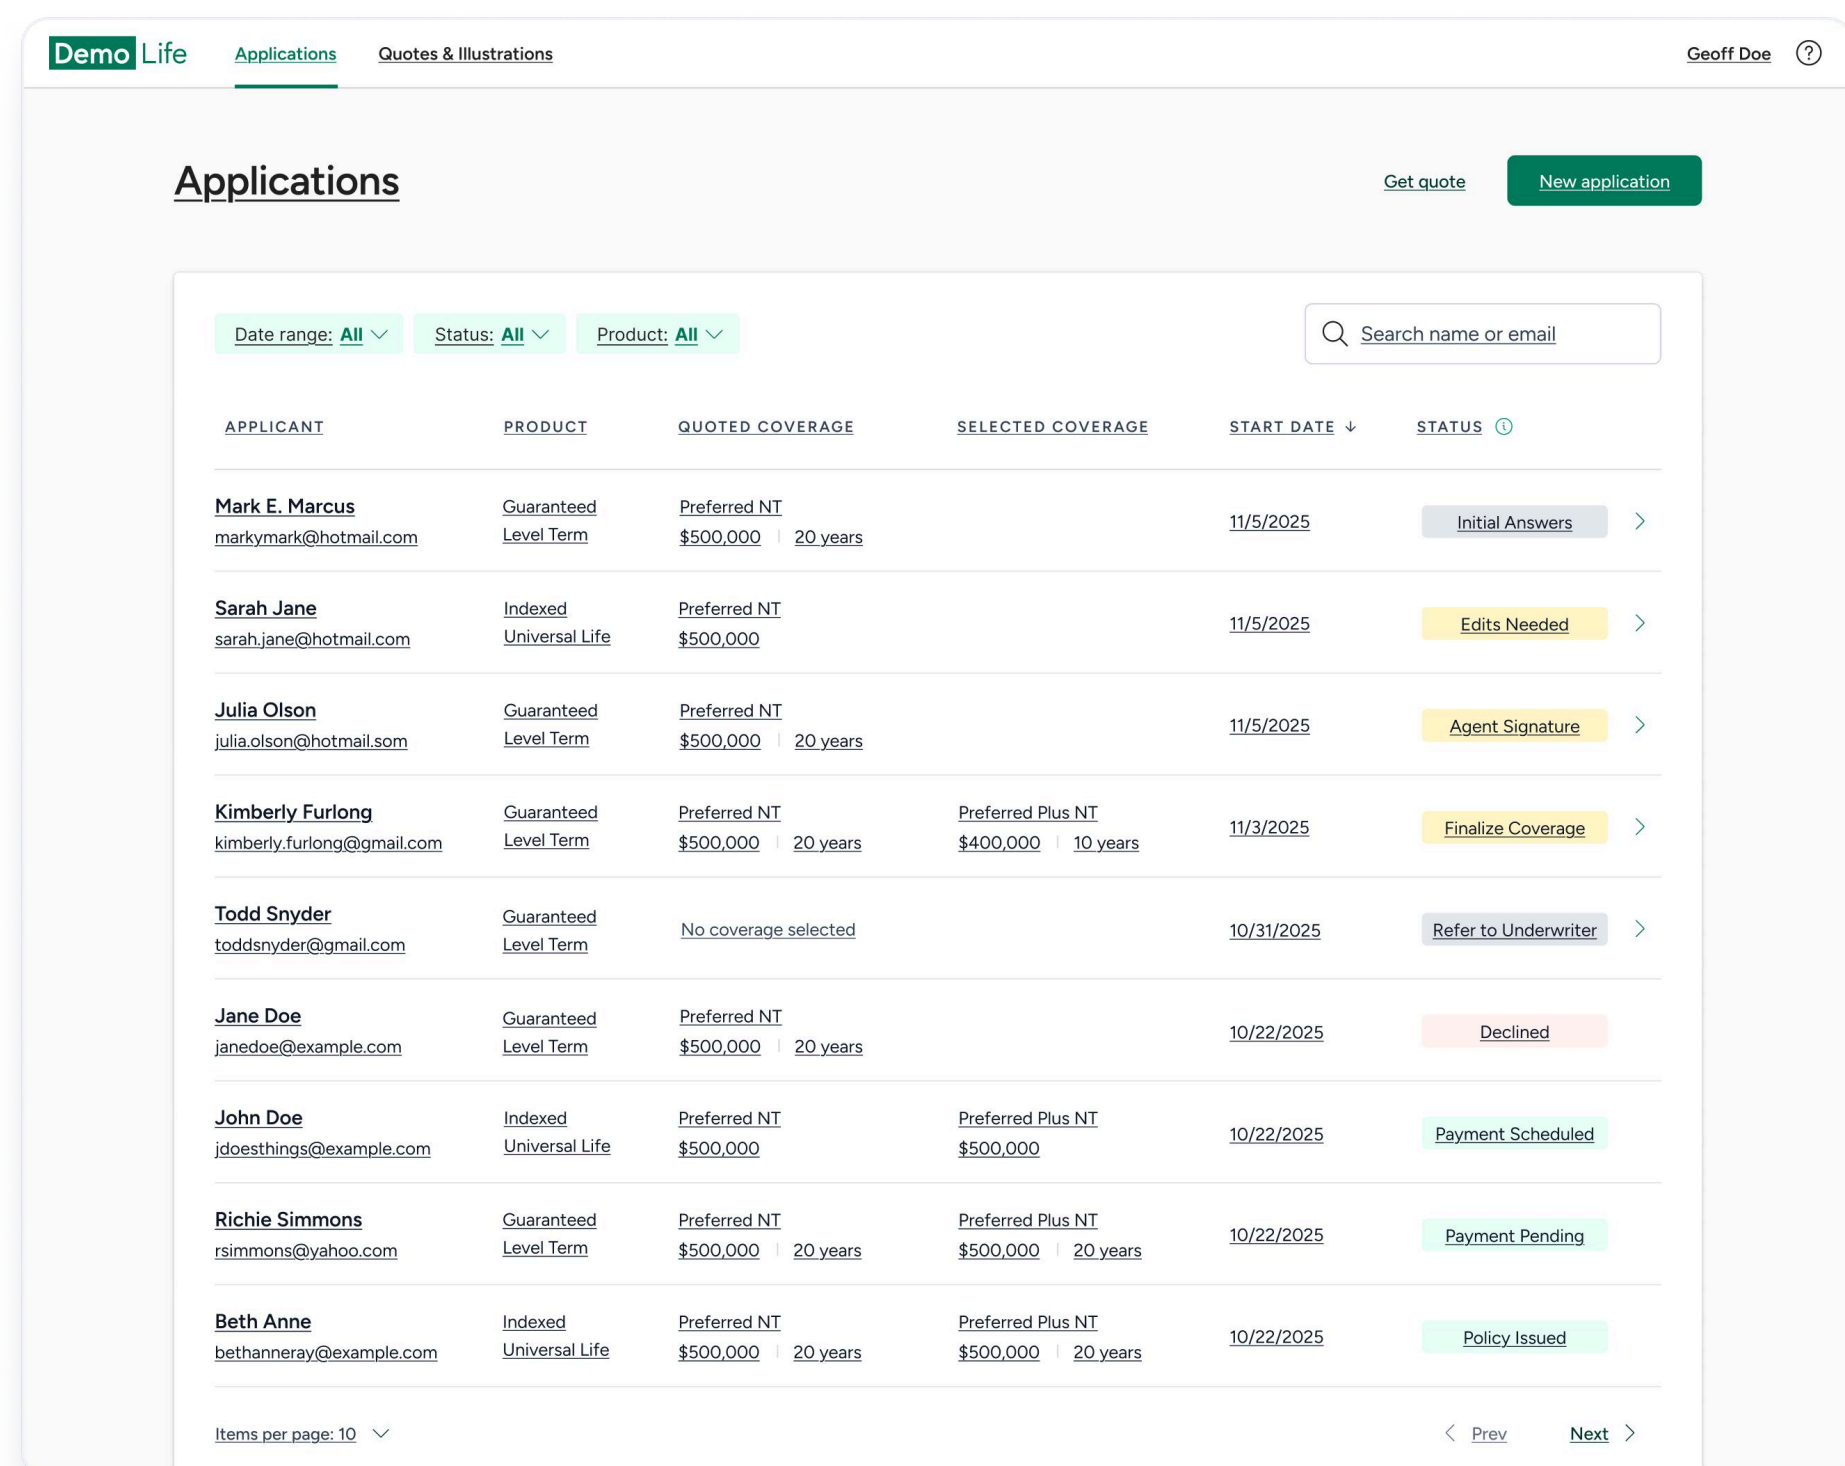 Demo Life Applications Quotes & Illustrations Geoff Doe ?
Applications Get quote New application
Date range: All Status: All Product: All Search name or email
APPLICANT PRODUCT QUOTED COVERAGE SELECTED COVERAGE START DATE ↓ STATUS
Mark E. Marcus
markymark@hotmail.com
Guaranteed
Level Term
Preferred NT
$500,000 | 20 years
11/5/2025
Initial Answers
Sarah Jane
sarah.jane@hotmail.com
Indexed
Universal Life
Preferred NT
$500,000
11/5/2025
Edits Needed
Julia Olson
julia.olson@hotmail.som
Guaranteed
Level Term
Preferred NT
$500,000 | 20 years
11/5/2025
Agent Signature
Kimberly Furlong
kimberly.furlong@gmail.com
Guaranteed
Level Term
Preferred NT
$500,000 | 20 years
Preferred Plus NT
$400,000 | 10 years
11/3/2025
Finalize Coverage
Todd Snyder
toddsnyder@gmail.com
Guaranteed
Level Term
No coverage selected
10/31/2025
Refer to Underwriter
Jane Doe
janedoe@example.com
Guaranteed
Level Term
Preferred NT
$500,000 | 20 years
10/22/2025
Declined
John Doe
jdoesthings@example.com
Indexed
Universal Life
Preferred NT
$500,000
Preferred Plus NT
$500,000
10/22/2025
Payment Scheduled
Richie Simmons
rsimmons@yahoo.com
Guaranteed
Level Term
Preferred NT
$500,000 | 20 years
Preferred Plus NT
$500,000 | 20 years
10/22/2025
Payment Pending
Beth Anne
bethanneray@example.com
Indexed
Universal Life
Preferred NT
$500,000 | 20 years
Preferred Plus NT
$500,000 | 20 years
10/22/2025
Policy Issued
Items per page: 10 Prev Next